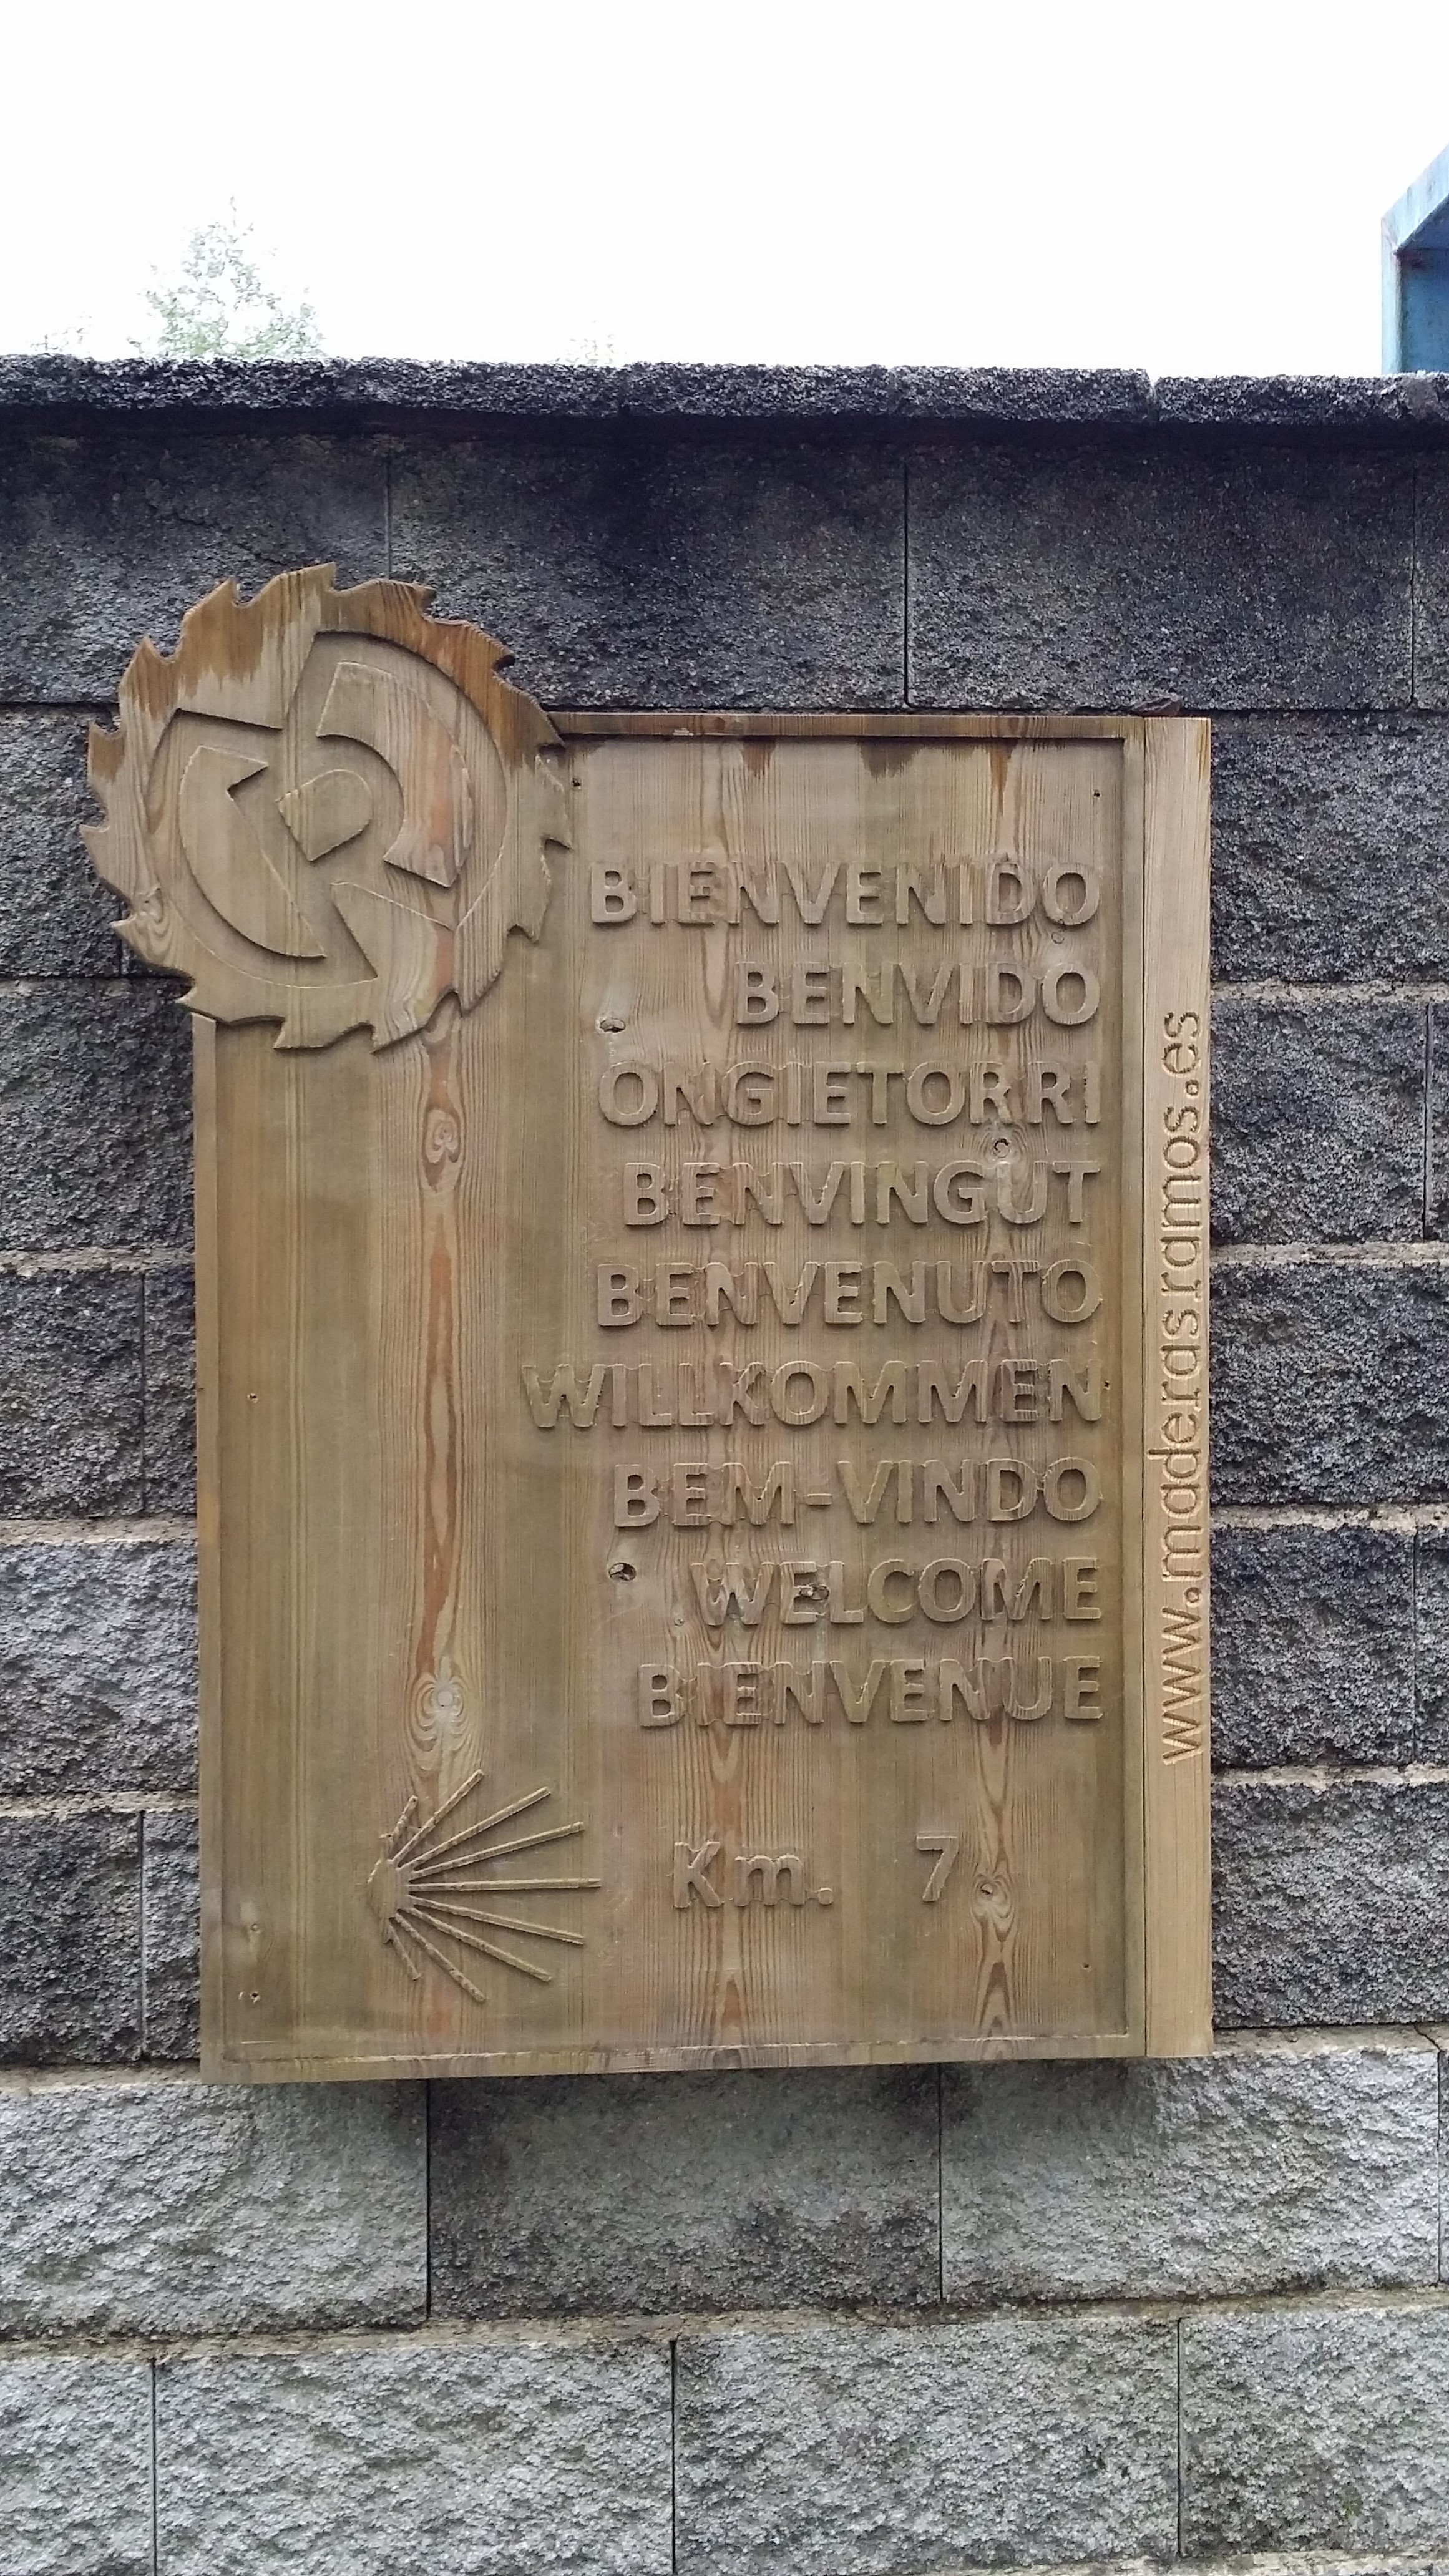 BIENVENIDO
BENVIDO
ONGIETORRI
BENVINGUT
BENVENUTO
WILLKOMMEN
BEM-VINDO
WELCOME
BIENVENUE
Km. 7
www.maderasramos.es